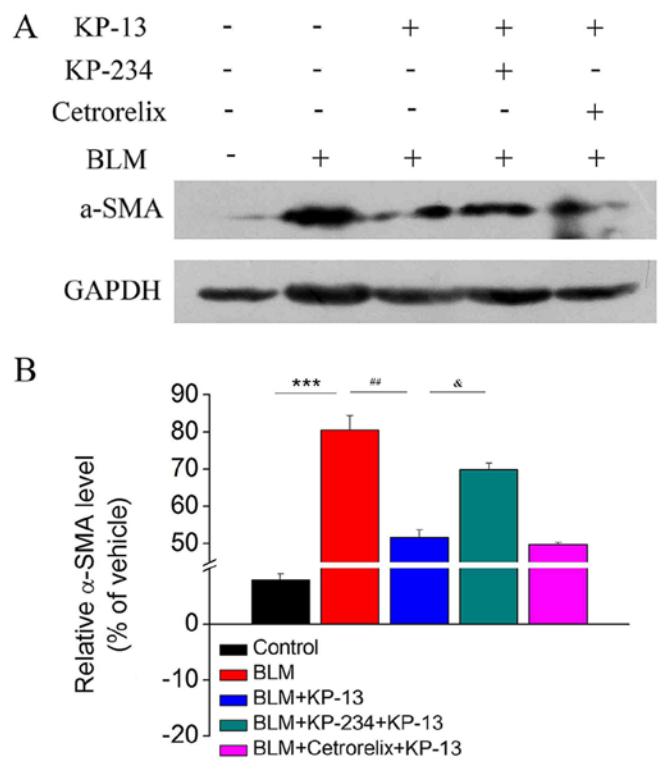 A
KP-13 - - + + +
KP-234 - - - + -
Cetrorelix - - - - +
BLM - + + + +
a-SMA
GAPDH
B
Relative α-SMA level
(% of vehicle)
90
80
70
60
50
0
-10
-20
*** ## &
Control
BLM
BLM+KP-13
BLM+KP-234+KP-13
BLM+Cetrorelix+KP-13